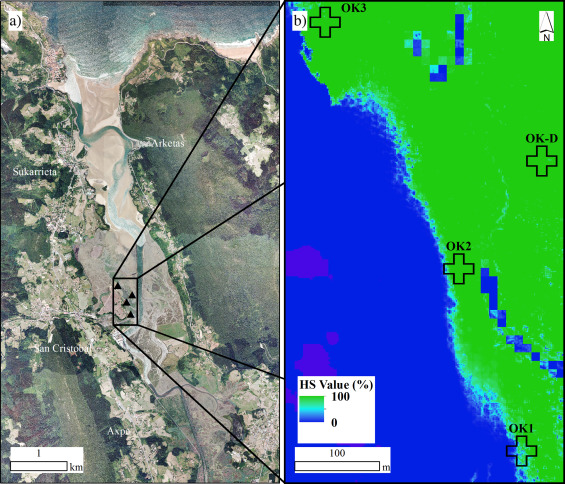 a)
Arketas
Sukarrieta
San Cristobal
Axpe
1
km
b)
OK3
N
OK-D
OK2
HS Value (%)
100
0
OK1
100
m